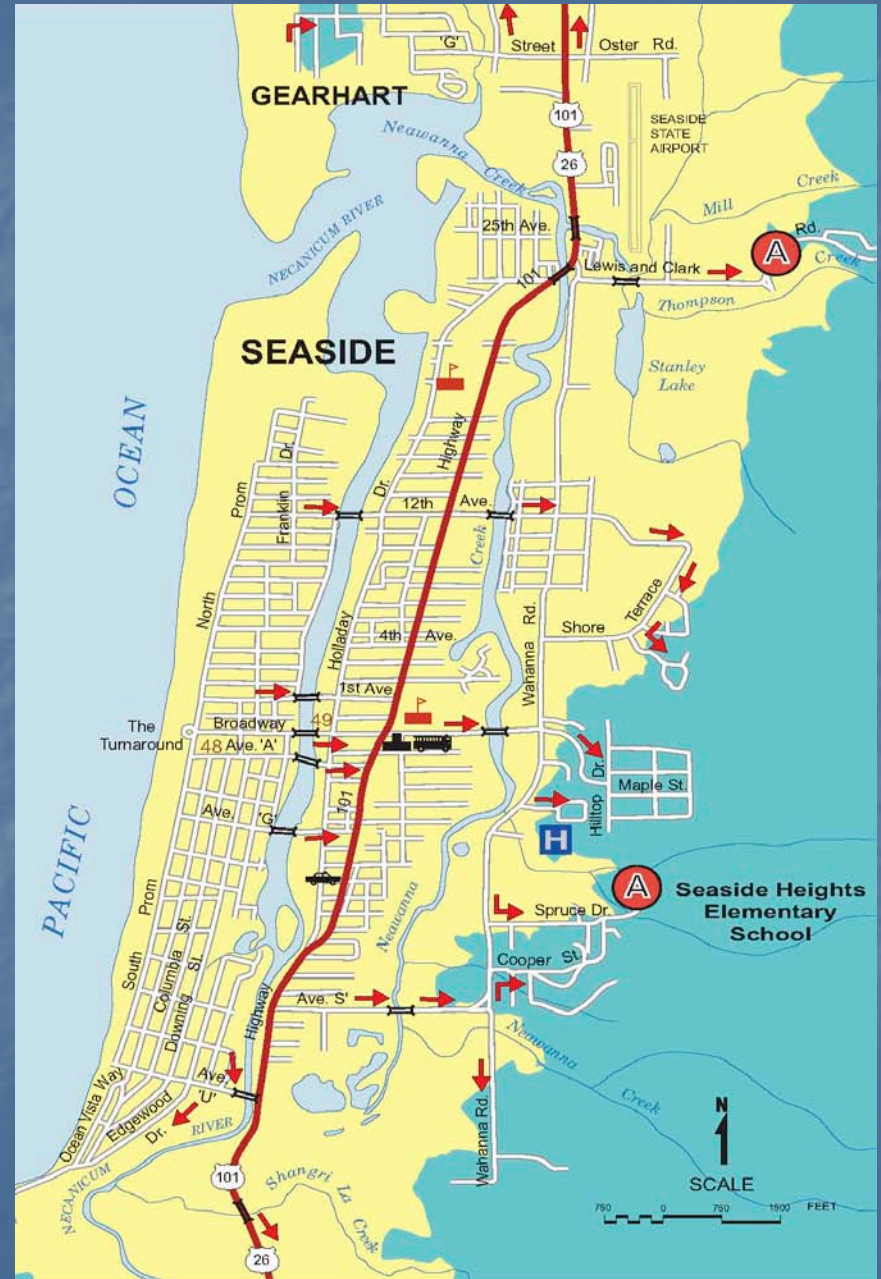 'G' Street Oster Rd.
GEARHART
101
26
SEASIDE
STATE
AIRPORT
Neawanna
Creek
Mill Creek
NECANICUM RIVER
25th Ave.
101
Lewis and Clark Rd.
A
Creek
Thompson
SEASIDE
Stanley
Lake
OCEAN
Dr.
Highway
Prom
Franklin
Dr.
12th Ave.
Creek
North
Terrace
Holladay
4th Ave.
Wahanna Rd.
Shore
1st Ave.
The
Turnaround
Broadway
49
48 Ave. 'A'
Dr.
Maple St.
Hilltop
101
Ave. 'G'
H
PACIFIC
A
Seaside Heights
Elementary
School
Prom
Spruce Dr.
South
Columbia St.
Downing St.
Neawanna
Cooper St.
Highway
Ave. S'
Neawanna
Creek
Ocean Vista Way
Ave. 'U'
Edgewood
Dr.
RIVER
NECANICUM
Wahanna Rd.
N
SCALE
101
Shangri La
Creek
750 0 750 1500 FEET
26